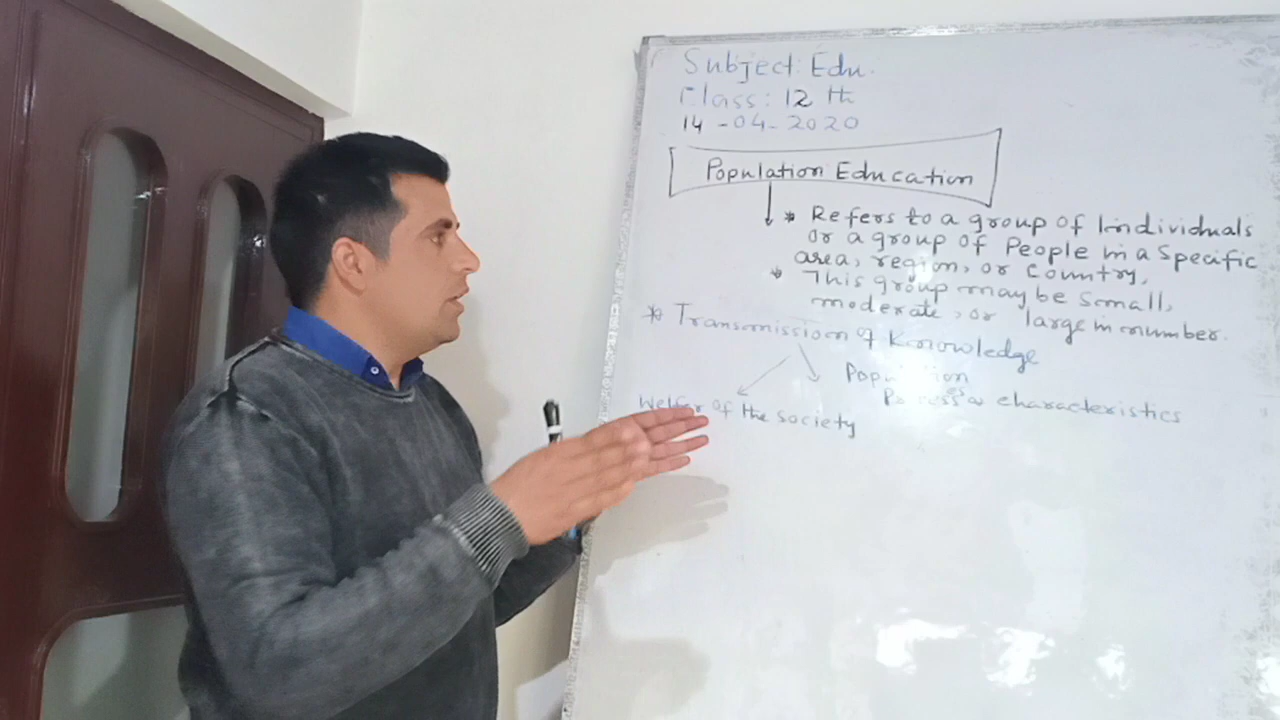 Subject: Edu.
Class: 12 th
14 - 04 - 2020
Population Education
* Refers to a group of Individuals
or a group of People in a Specific
area, region, or Country,
* This group may be Small,
moderate, or large in number.
* Transmission of Knowledge
Population
Process characteristics
Welfar of the society